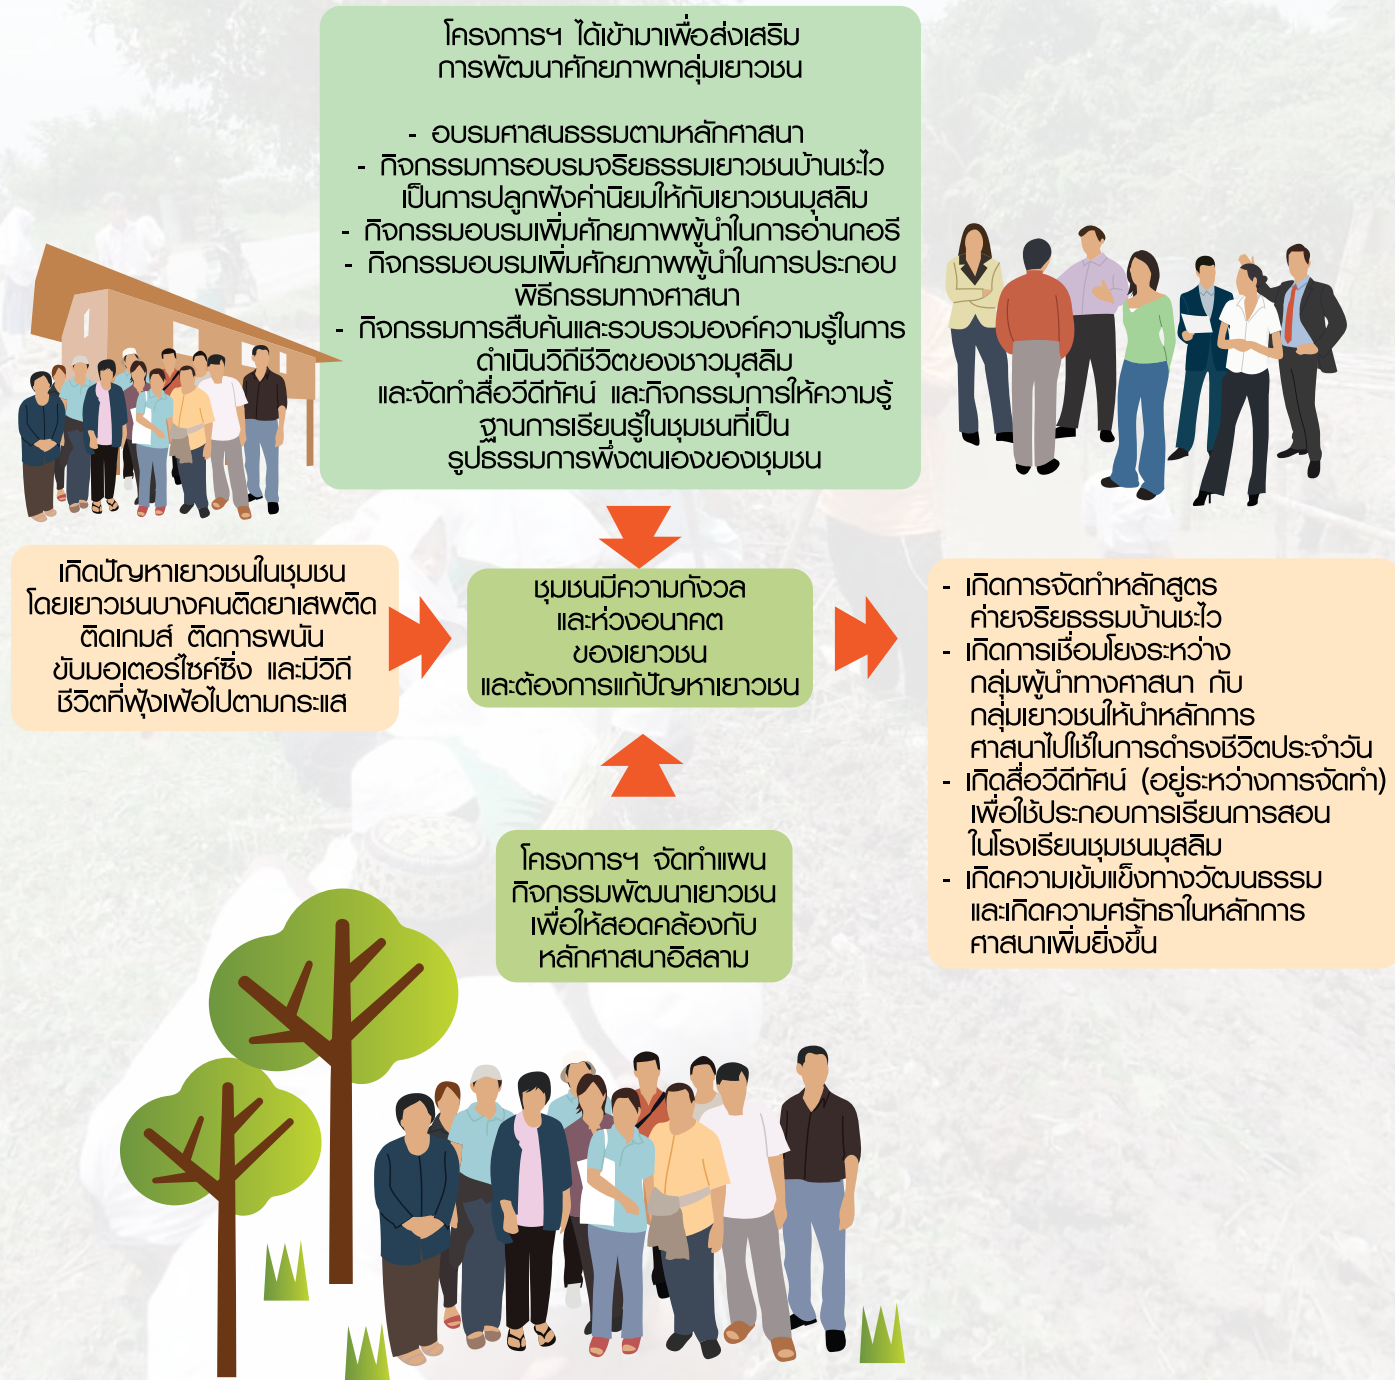 โครงการฯ ได้เข้ามาเพื่อส่งเสริม
การพัฒนาศักยภาพกลุ่มเยาวชน
- อบรมศาสนธรรมตามหลักศาสนา
- กิจกรรมการอบรมจริยธรรมเยาวชนบ้านชะไว
เป็นการปลูกฝังค่านิยมให้กับเยาวชนมุสลิม
- กิจกรรมอบรมเพิ่มศักยภาพผู้นำในการอ่านกอรี
- กิจกรรมอบรมเพิ่มศักยภาพผู้นำในการประกอบ
พิธีกรรมทางศาสนา
- กิจกรรมการสืบค้นและรวบรวมองค์ความรู้ในการ
ดำเนินวิถีชีวิตของชาวมุสลิม
และจัดทำสื่อวีดีทัศน์ และกิจกรรมการให้ความรู้
ฐานการเรียนรู้ในชุมชนที่เป็น
รูปธรรมการพึ่งตนเองของชุมชน
เกิดปัญหาเยาวชนในชุมชน
โดยเยาวชนบางคนติดยาเสพติด
ติดเกมส์ ติดการพนัน
ขับมอเตอร์ไซค์ซิ่ง และมีวิถี
ชีวิตที่ฟุ้งเฟ้อไปตามกระแส
ชุมชนมีความกังวล
และห่วงอนาคต
ของเยาวชน
และต้องการแก้ปัญหาเยาวชน
โครงการฯ จัดทำแผน
กิจกรรมพัฒนาเยาวชน
เพื่อให้สอดคล้องกับ
หลักศาสนาอิสลาม
- เกิดการจัดทำหลักสูตร
ค่ายจริยธรรมบ้านชะไว
- เกิดการเชื่อมโยงระหว่าง
กลุ่มผู้นำทางศาสนา กับ
กลุ่มเยาวชนให้นำหลักการ
ศาสนาไปใช้ในการดำรงชีวิตประจำวัน
- เกิดสื่อวีดีทัศน์ (อยู่ระหว่างการจัดทำ)
เพื่อใช้ประกอบการเรียนการสอน
ในโรงเรียนชุมชนมุสลิม
- เกิดความเข้มแข็งทางวัฒนธรรม
และเกิดความศรัทธาในหลักการ
ศาสนาเพิ่มยิ่งขึ้น